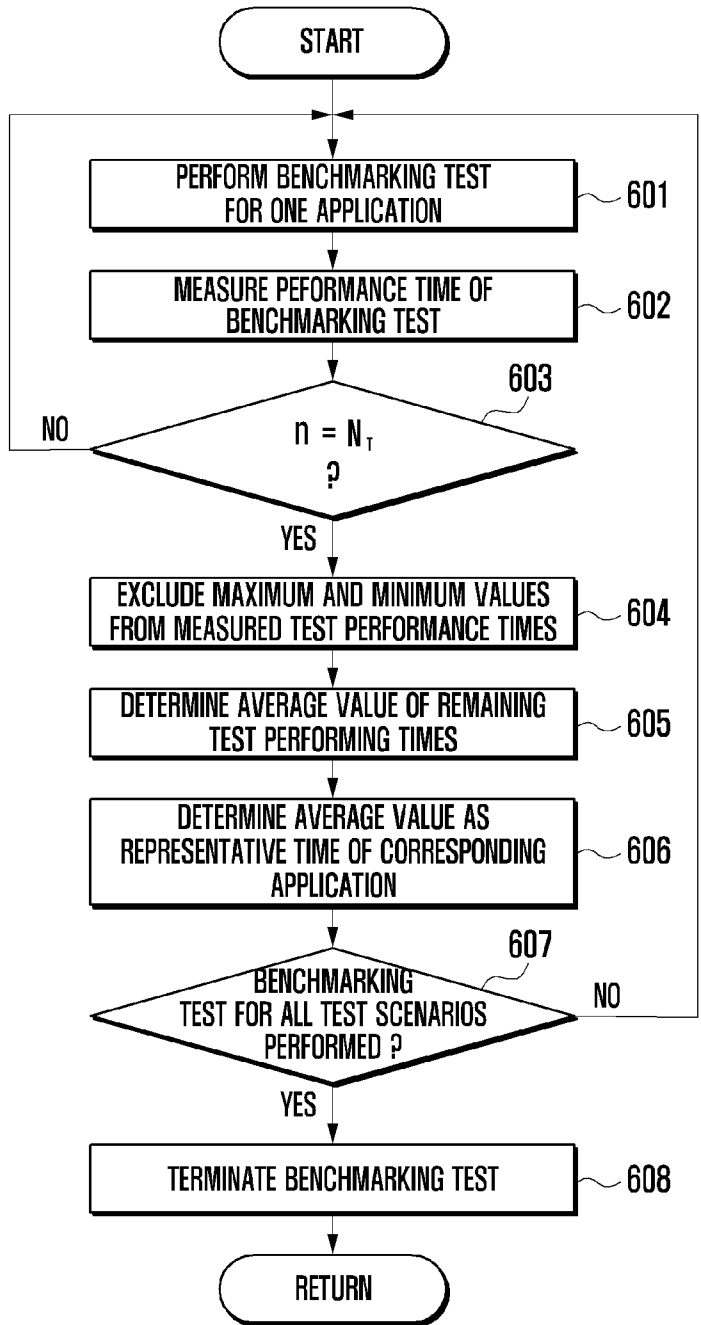 START
PERFORM BENCHMARKING TEST
FOR ONE APPLICATION
601
MEASURE PEFORMANCE TIME OF
BENCHMARKING TEST
602
603
n = N_T
?
NO
YES
EXCLUDE MAXIMUM AND MINIMUM VALUES
FROM MEASURED TEST PERFORMANCE TIMES
604
DETERMINE AVERAGE VALUE OF REMAINING
TEST PERFORMING TIMES
605
DETERMINE AVERAGE VALUE AS
REPRESENTATIVE TIME OF CORRESPONDING
APPLICATION
606
607
BENCHMARKING
TEST FOR ALL TEST SCENARIOS
PERFORMED ?
NO
YES
TERMINATE BENCHMARKING TEST
608
RETURN